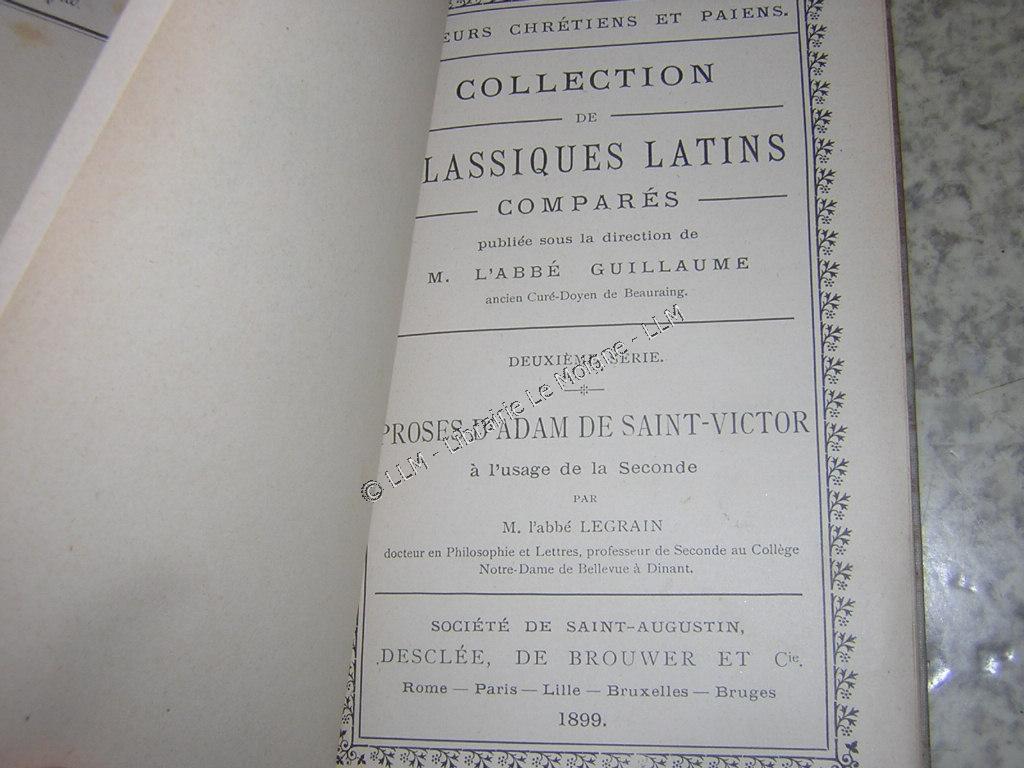 EURS CHRÉTIENS ET PAIENS.
COLLECTION
DE
LASSIQUES LATINS
COMPARÉS
publiée sous la direction de
M. L'ABBÉ GUILLAUME
ancien Curé-Doyen de Beauraing.
DEUXIÈME SÉRIE.
PROSES D'ADAM DE SAINT-VICTOR
à l'usage de la Seconde
PAR
M. l'abbé LEGRAIN
docteur en Philosophie et Lettres, professeur de Seconde au Collège
Notre-Dame de Bellevue à Dinant.
SOCIÉTÉ DE SAINT-AUGUSTIN,
DESCLÉE, DE BROUWER ET Cie.
Rome — Paris — Lille — Bruxelles — Bruges
1899.
© LLM - Librairie Le Moigne - LLM